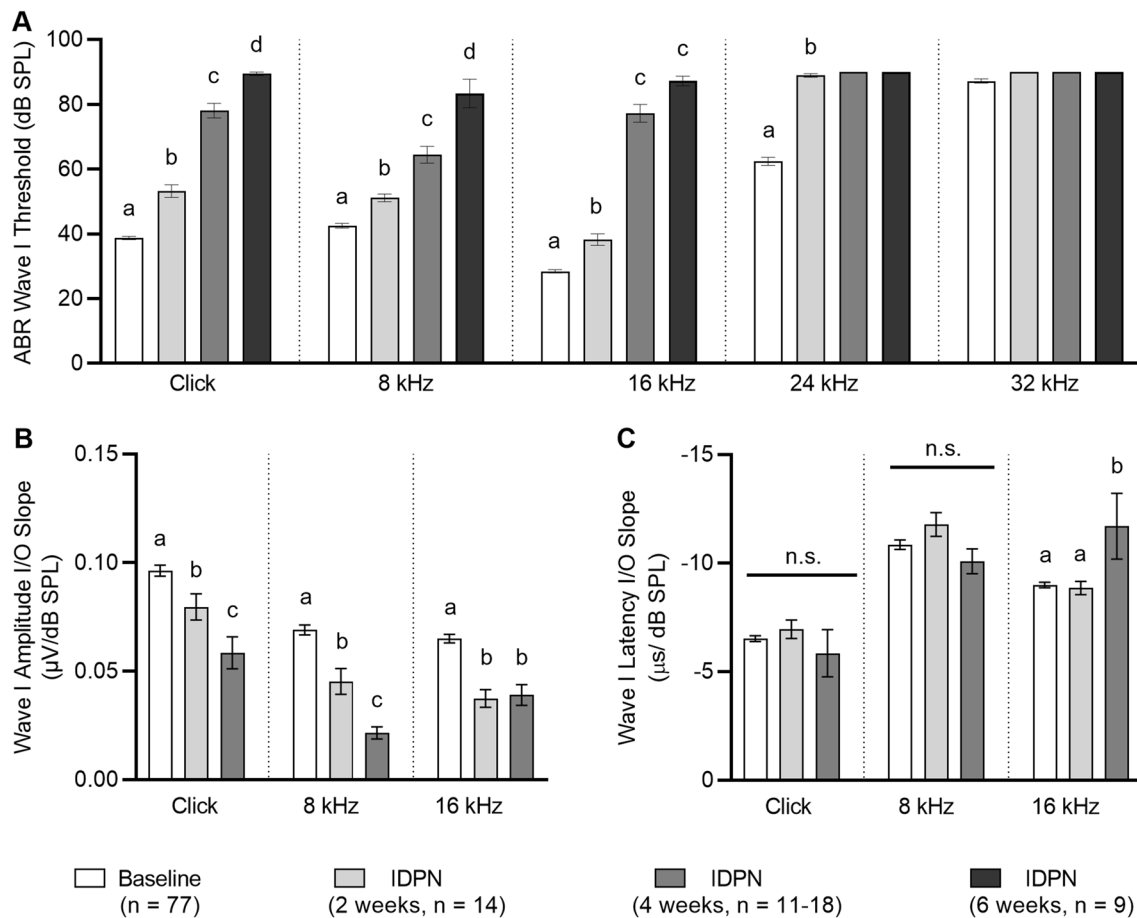 A
ABR Wave I Threshold (dB SPL)
100
80
60
40
20
0
a
b
c
d
a
b
c
d
a
b
c
c
a
b
Click
8 kHz
16 kHz
24 kHz
32 kHz
B
Wave I Amplitude I/O Slope
(µV/dB SPL)
0.15
0.10
0.05
0.00
a
b
c
a
b
c
a
b
b
Click
8 kHz
16 kHz
C
Wave I Latency I/O Slope
(µs/ dB SPL)
-15
-10
-5
0
n.s.
n.s.
a
a
b
Click
8 kHz
16 kHz
Baseline
(n = 77)
IDPN
(2 weeks, n = 14)
IDPN
(4 weeks, n = 11-18)
IDPN
(6 weeks, n = 9)